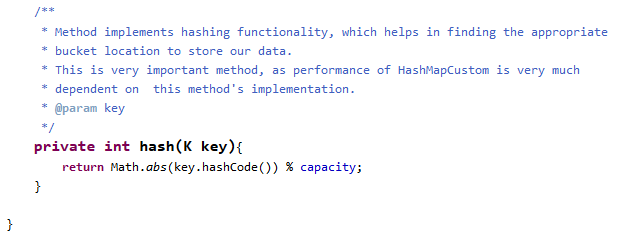 /**
* Method implements hashing functionality, which helps in finding the appropriate
* bucket location to store our data.
* This is very important method, as performance of HashMapCustom is very much
* dependent on  this method's implementation.
* @param key
*/
private int hash(K key){
return Math.abs(key.hashCode()) % capacity;
}
}